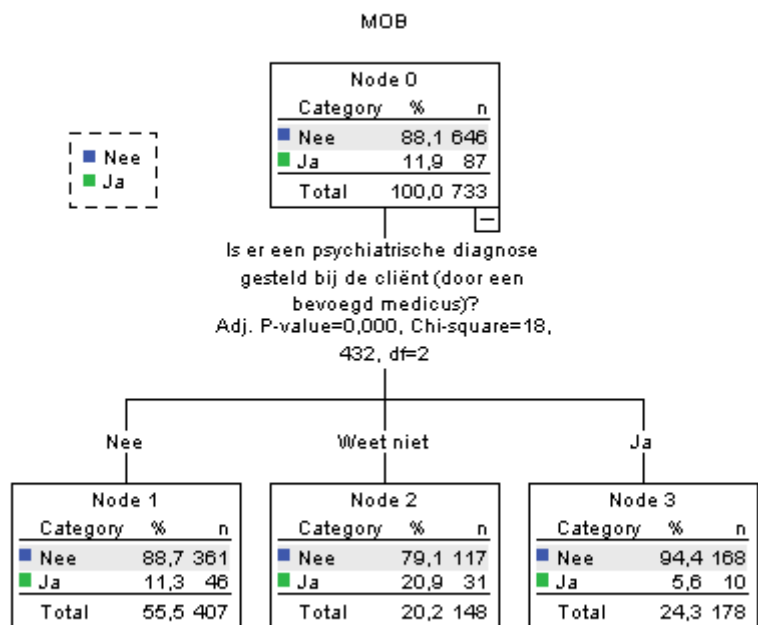 MOB
Node 0
Category % n
Nee 88,1 646
Ja 11,9 87
Total 100,0 733
Nee
Ja
Is er een psychiatrische diagnose
gesteld bij de cliënt (door een
bevoegd medicus)?
Adj. P-value=0,000, Chi-square=18,
432, df=2
Nee
Weet niet
Ja
Node 1
Category % n
Nee 88,7 361
Ja 11,3 46
Total 55,5 407
Node 2
Category % n
Nee 79,1 117
Ja 20,9 31
Total 20,2 148
Node 3
Category % n
Nee 94,4 168
Ja 5,6 10
Total 24,3 178